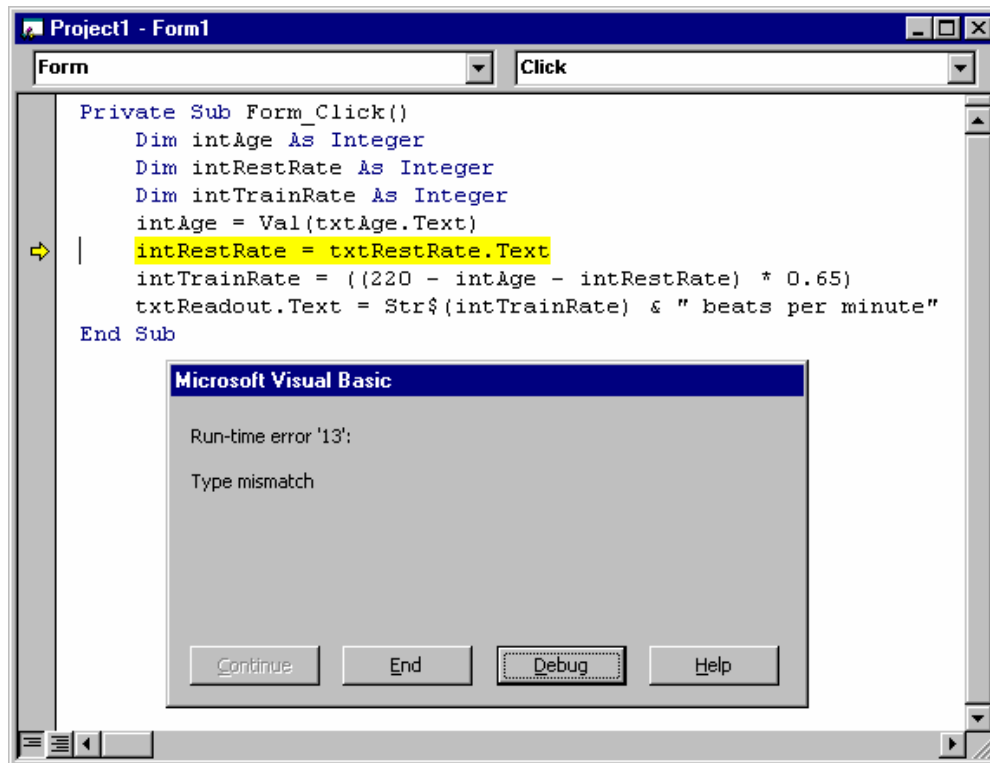 Project1 - Form1
Form Click
Private Sub Form_Click()
Dim intAge As Integer
Dim intRestRate As Integer
Dim intTrainRate As Integer
intAge = Val(txtAge.Text)
intRestRate = txtRestRate.Text
intTrainRate = ((220 - intAge - intRestRate) * 0.65)
txtReadout.Text = Str$(intTrainRate) & " beats per minute"
End Sub
Microsoft Visual Basic
Run-time error '13':
Type mismatch
Continue End Debug Help